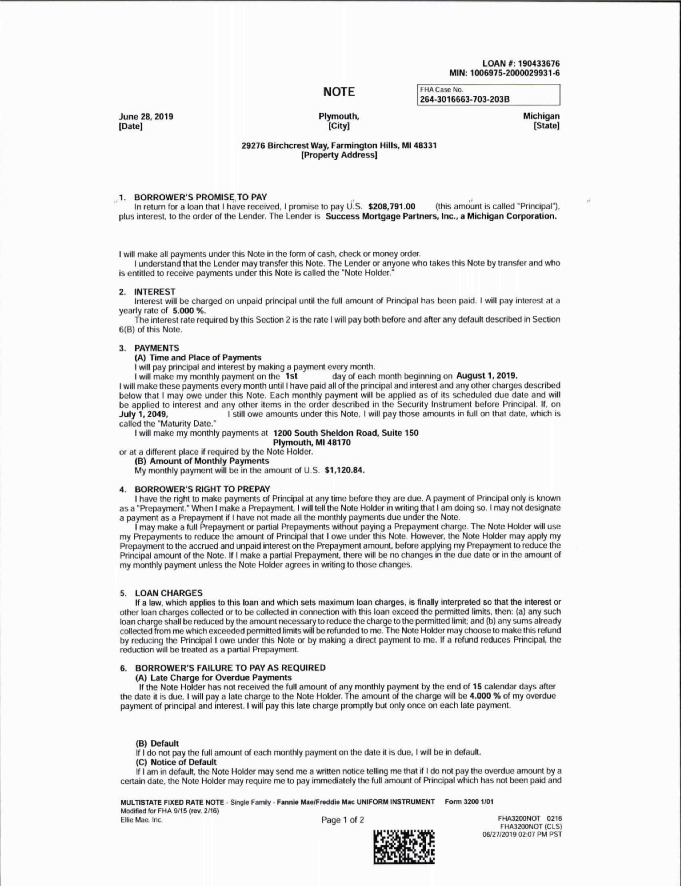 LOAN #: 190433676
MIN: 1006975-2000029931-6
NOTE
FHA Case No.
264-3016663-703-203B
June 28, 2019
[Date]
Plymouth,
[City]
Michigan
[State]
29276 Birchcrest Way, Farmington Hills, MI 48331
[Property Address]
1. BORROWER'S PROMISE TO PAY
In return for a loan that I have received, I promise to pay U.S. $208,791.00 (this amount is called "Principal"),
plus interest, to the order of the Lender. The Lender is Success Mortgage Partners, Inc., a Michigan Corporation.
I will make all payments under this Note in the form of cash, check or money order.
I understand that the Lender may transfer this Note. The Lender or anyone who takes this Note by transfer and who
is entitled to receive payments under this Note is called the "Note Holder."
2. INTEREST
Interest will be charged on unpaid principal until the full amount of Principal has been paid. I will pay interest at a
yearly rate of 5.000 %.
The interest rate required by this Section 2 is the rate I will pay both before and after any default described in Section
6(B) of this Note.
3. PAYMENTS
(A) Time and Place of Payments
I will pay principal and interest by making a payment every month.
I will make my monthly payment on the 1st day of each month beginning on August 1, 2019.
I will make these payments every month until I have paid all of the principal and interest and any other charges described
below that I may owe under this Note. Each monthly payment will be applied as of its scheduled due date and will
be applied to interest and any other items in the order described in the Security Instrument before Principal. If, on
July 1, 2049, I still owe amounts under this Note, I will pay those amounts in full on that date, which is
called the "Maturity Date."
I will make my monthly payments at 1200 South Sheldon Road, Suite 150
Plymouth, MI 48170
or at a different place if required by the Note Holder.
(B) Amount of Monthly Payments
My monthly payment will be in the amount of U.S. $1,120.84.
4. BORROWER'S RIGHT TO PREPAY
I have the right to make payments of Principal at any time before they are due. A payment of Principal only is known
as a "Prepayment." When I make a Prepayment, I will tell the Note Holder in writing that I am doing so. I may not designate
a payment as a Prepayment if I have not made all the monthly payments due under the Note.
I may make a full Prepayment or partial Prepayments without paying a Prepayment charge. The Note Holder will use
my Prepayments to reduce the amount of Principal that I owe under this Note. However, the Note Holder may apply my
Prepayment to the accrued and unpaid interest on the Prepayment amount, before applying my Prepayment to reduce the
Principal amount of the Note. If I make a partial Prepayment, there will be no changes in the due date or in the amount of
my monthly payment unless the Note Holder agrees in writing to those changes.
5. LOAN CHARGES
If a law, which applies to this loan and which sets maximum loan charges, is finally interpreted so that the interest or
other loan charges collected or to be collected in connection with this loan exceed the permitted limits, then: (a) any such
loan charge shall be reduced by the amount necessary to reduce the charge to the permitted limit; and (b) any sums already
collected from me which exceeded permitted limits will be refunded to me. The Note Holder may choose to make this refund
by reducing the Principal I owe under this Note or by making a direct payment to me. If a refund reduces Principal, the
reduction will be treated as a partial Prepayment.
6. BORROWER'S FAILURE TO PAY AS REQUIRED
(A) Late Charge for Overdue Payments
If the Note Holder has not received the full amount of any monthly payment by the end of 15 calendar days after
the date it is due, I will pay a late charge to the Note Holder. The amount of the charge will be 4.000 % of my overdue
payment of principal and interest. I will pay this late charge promptly but only once on each late payment.
(B) Default
If I do not pay the full amount of each monthly payment on the date it is due, I will be in default.
(C) Notice of Default
If I am in default, the Note Holder may send me a written notice telling me that if I do not pay the overdue amount by a
certain date, the Note Holder may require me to pay immediately the full amount of Principal which has not been paid and
MULTISTATE FIXED RATE NOTE - Single Family - Fannie Mae/Freddie Mac UNIFORM INSTRUMENT Form 3200 1/01
Modified for FHA 9/15 (rev. 2/16)
Ellie Mae, Inc.
Page 1 of 2
FHA3200NOT 0216
FHA3200NOT (CLS)
06/27/2019 02:07 PM PST